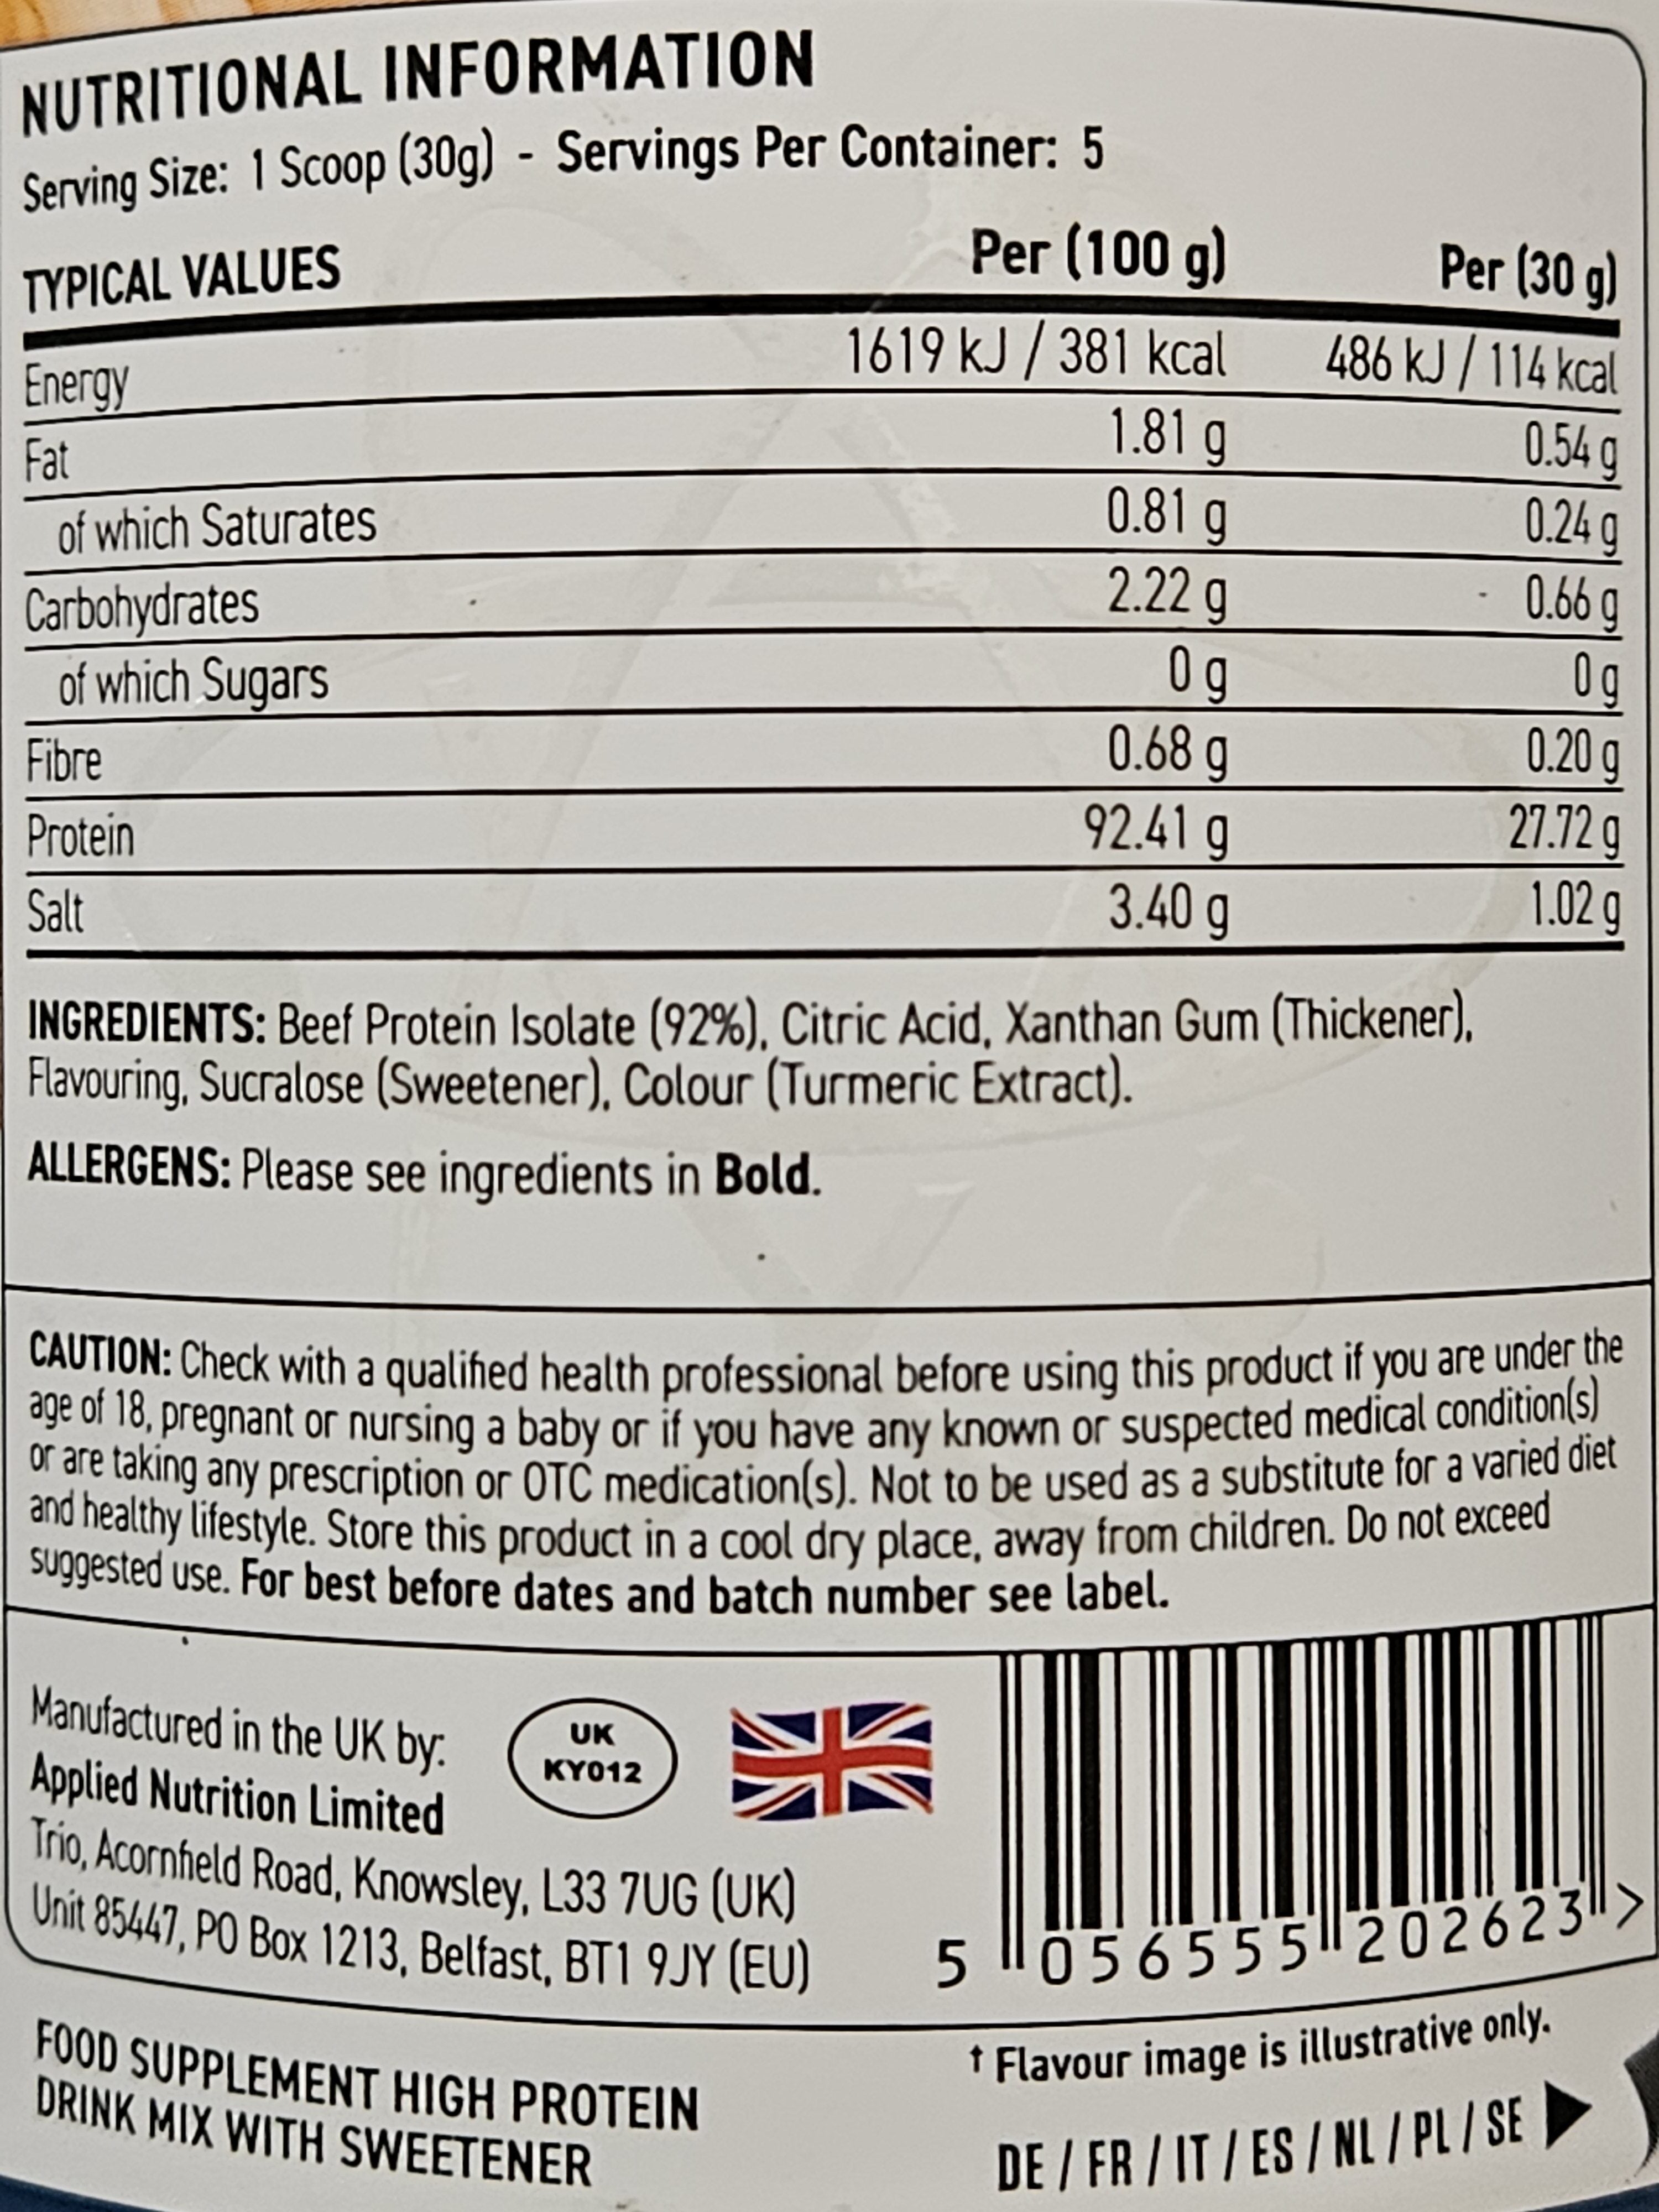 NUTRITIONAL INFORMATION
Serving Size: 1 Scoop (30g) - Servings Per Container: 5
TYPICAL VALUES Per (100 g) Per (30 g)
Energy 1619 kJ / 381 kcal 486 kJ / 114 kcal
Fat 1.81 g 0.54 g
of which Saturates 0.81 g 0.24 g
Carbohydrates 2.22 g 0.66 g
of which Sugars 0 g 0 g
Fibre 0.68 g 0.20 g
Protein 92.41 g 27.72 g
Salt 3.40 g 1.02 g
INGREDIENTS: Beef Protein Isolate (92%), Citric Acid, Xanthan Gum (Thickener),
Flavouring, Sucralose (Sweetener), Colour (Turmeric Extract).
ALLERGENS: Please see ingredients in Bold.
CAUTION: Check with a qualified health professional before using this product if you are under the
age of 18, pregnant or nursing a baby or if you have any known or suspected medical condition(s)
or are taking any prescription or OTC medication(s). Not to be used as a substitute for a varied diet
and healthy lifestyle. Store this product in a cool dry place, away from children. Do not exceed
suggested use. For best before dates and batch number see label.
Manufactured in the UK by:
Applied Nutrition Limited
Trio, Acornfield Road, Knowsley, L33 7UG (UK)
Unit 85447, PO Box 1213, Belfast, BT1 9JY (EU)
UK
KY012
5 056555 202623 >
FOOD SUPPLEMENT HIGH PROTEIN
DRINK MIX WITH SWEETENER
† Flavour image is illustrative only.
DE / FR / IT / ES / NL / PL / SE